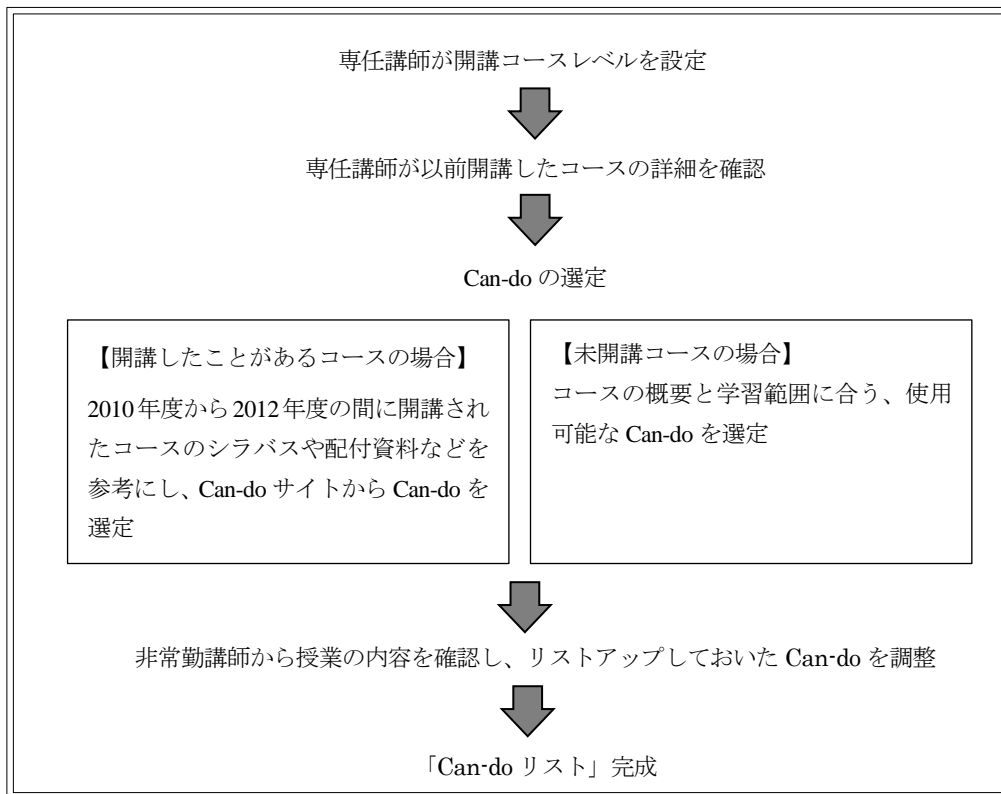 専任講師が開講コースレベルを設定
専任講師が以前開講したコースの詳細を確認
Can-do の選定
【開講したことがあるコースの場合】
2010年度から2012年度の間に開講され
たコースのシラバスや配付資料などを
参考にし、Can-do サイトから Can-do を
選定
【未開講コースの場合】
コースの概要と学習範囲に合う、使用
可能な Can-do を選定
非常勤講師から授業の内容を確認し、リストアップしておいた Can-do を調整
「Can-do リスト」完成